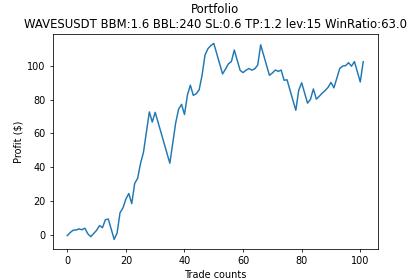 Portfolio
WAVESUSDT BBM:1.6 BBL:240 SL:0.6 TP:1.2 lev:15 WinRatio:63.0
Profit ($)
100
80
60
40
20
0
0 20 40 60 80 100
Trade counts